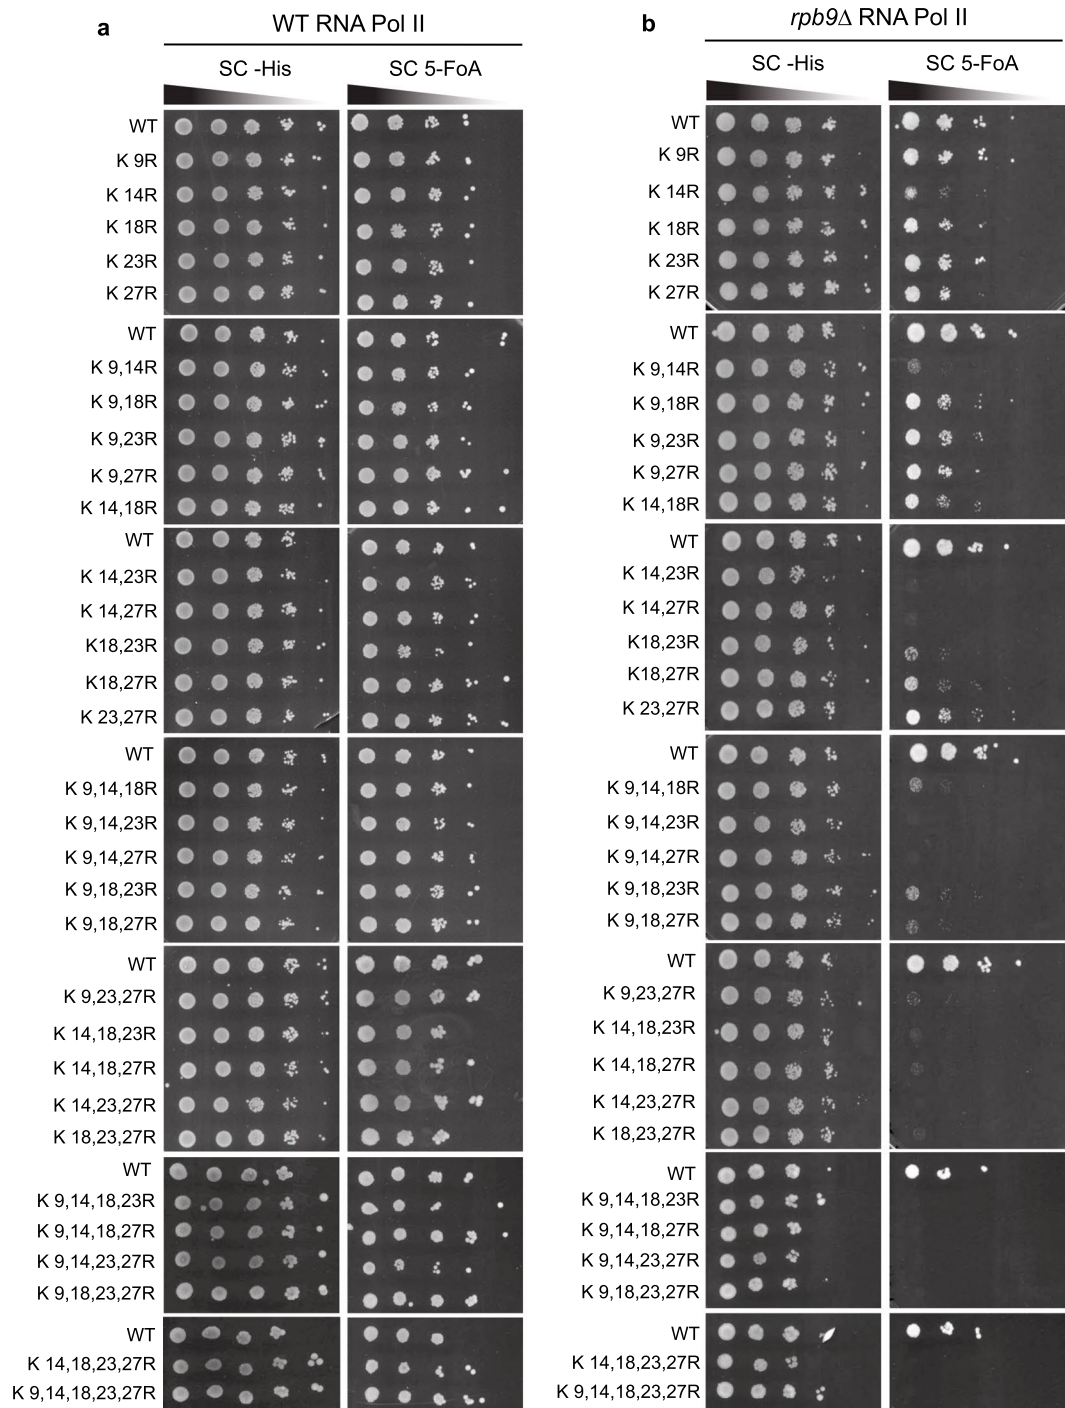 a
WT RNA Pol II
SC -His
SC 5-FoA
WT
K 9R
K 14R
K 18R
K 23R
K 27R
WT
K 9,14R
K 9,18R
K 9,23R
K 9,27R
K 14,18R
WT
K 14,23R
K 14,27R
K18,23R
K18,27R
K 23,27R
WT
K 9,14,18R
K 9,14,23R
K 9,14,27R
K 9,18,23R
K 9,18,27R
WT
K 9,23,27R
K 14,18,23R
K 14,18,27R
K 14,23,27R
K 18,23,27R
WT
K 9,14,18,23R
K 9,14,18,27R
K 9,14,23,27R
K 9,18,23,27R
WT
K 14,18,23,27R
K 9,14,18,23,27R
b
rpb9Δ RNA Pol II
SC -His
SC 5-FoA
WT
K 9R
K 14R
K 18R
K 23R
K 27R
WT
K 9,14R
K 9,18R
K 9,23R
K 9,27R
K 14,18R
WT
K 14,23R
K 14,27R
K18,23R
K18,27R
K 23,27R
WT
K 9,14,18R
K 9,14,23R
K 9,14,27R
K 9,18,23R
K 9,18,27R
WT
K 9,23,27R
K 14,18,23R
K 14,18,27R
K 14,23,27R
K 18,23,27R
WT
K 9,14,18,23R
K 9,14,18,27R
K 9,14,23,27R
K 9,18,23,27R
WT
K 14,18,23,27R
K 9,14,18,23,27R